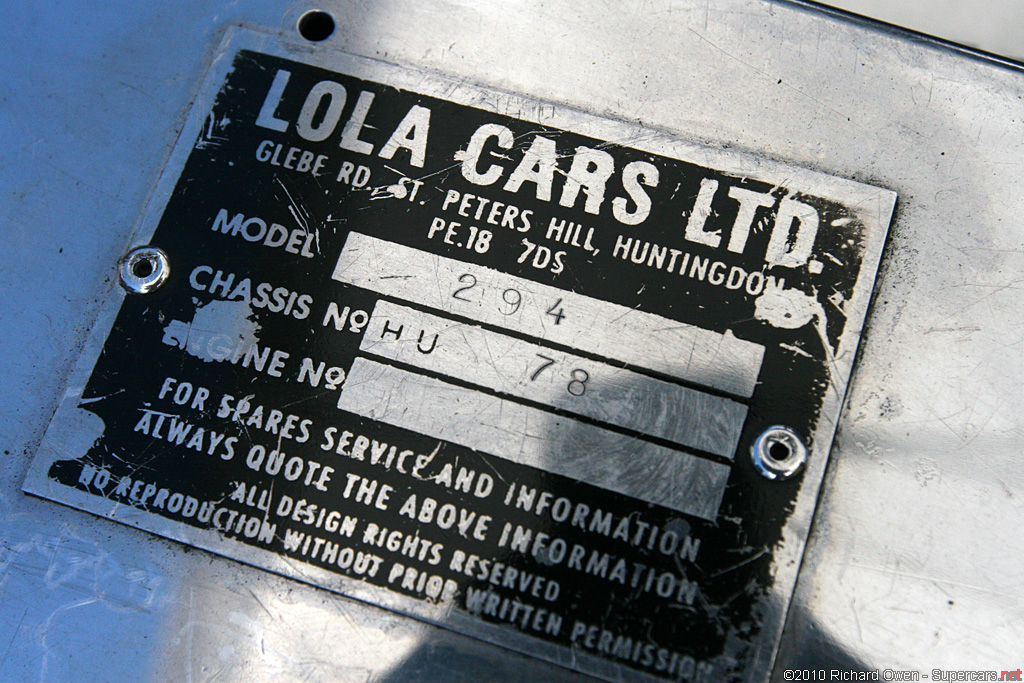 LOLA CARS LTD.
GLEBE RD., ST. PETERS HILL, HUNTINGDON
PE.18 7DS
MODEL 294
CHASSIS Nº HU 78
ENGINE Nº
FOR SPARES SERVICE AND INFORMATION
ALWAYS QUOTE THE ABOVE INFORMATION
ALL DESIGN RIGHTS RESERVED
NO REPRODUCTION WITHOUT PRIOR WRITTEN PERMISSION
©2010 Richard Owen - Supercars.net